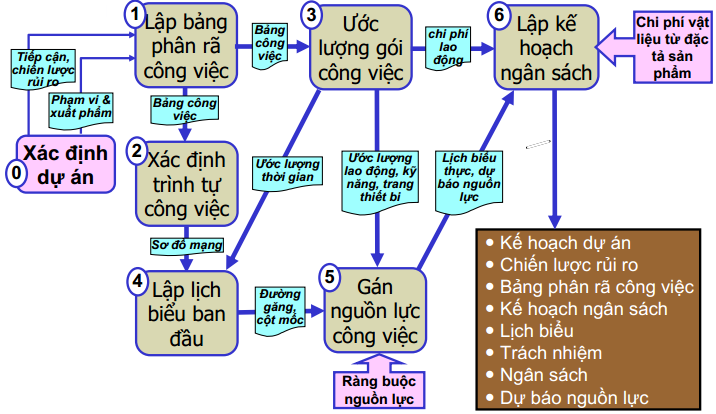 1
Lập bảng
phân rã
công việc
Bảng
công
việc
3
Ước
lượng gói
công việc
chi phí
lao
động
6
Lập kế
hoạch
ngân sách
Chi phí vật
liệu từ đặc
tả sản
phẩm
Tiếp cận,
chiến lược
rủi ro
Phạm vi &
xuất phẩm
0
Xác định
dự án
Bảng công
việc
2
Xác định
trình tự
công việc
Ước lượng
thời gian
Ước lượng
lao động, kỹ
năng, trang
thiết bi
Lịch biểu
thực, dự
báo nguồn
lực
Sơ đồ mạng
4
Lập lịch
biểu ban
đầu
Đường
găng,
cột mốc
5
Gán
nguồn lực
công việc
Ràng buộc
nguồn lực
• Kế hoạch dự án
• Chiến lược rủi ro
• Bảng phân rã công việc
• Kế hoạch ngân sách
• Lịch biểu
• Trách nhiệm
• Ngân sách
• Dự báo nguồn lực